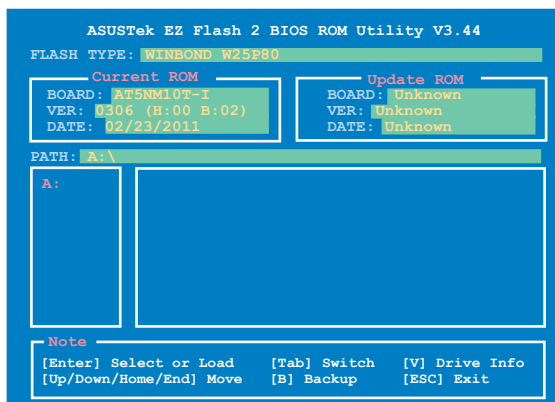 ASUSTek EZ Flash 2 BIOS ROM Utility V3.44
FLASH TYPE: WINBOND W25P80
Current ROM
BOARD: AT5NM10T-I
VER: 0306 (H:00 B:02)
DATE: 02/23/2011
Update ROM
BOARD: Unknown
VER: Unknown
DATE: Unknown
PATH: A:\
A:
Note
[Enter] Select or Load [Tab] Switch [V] Drive Info
[Up/Down/Home/End] Move [B] Backup [ESC] Exit